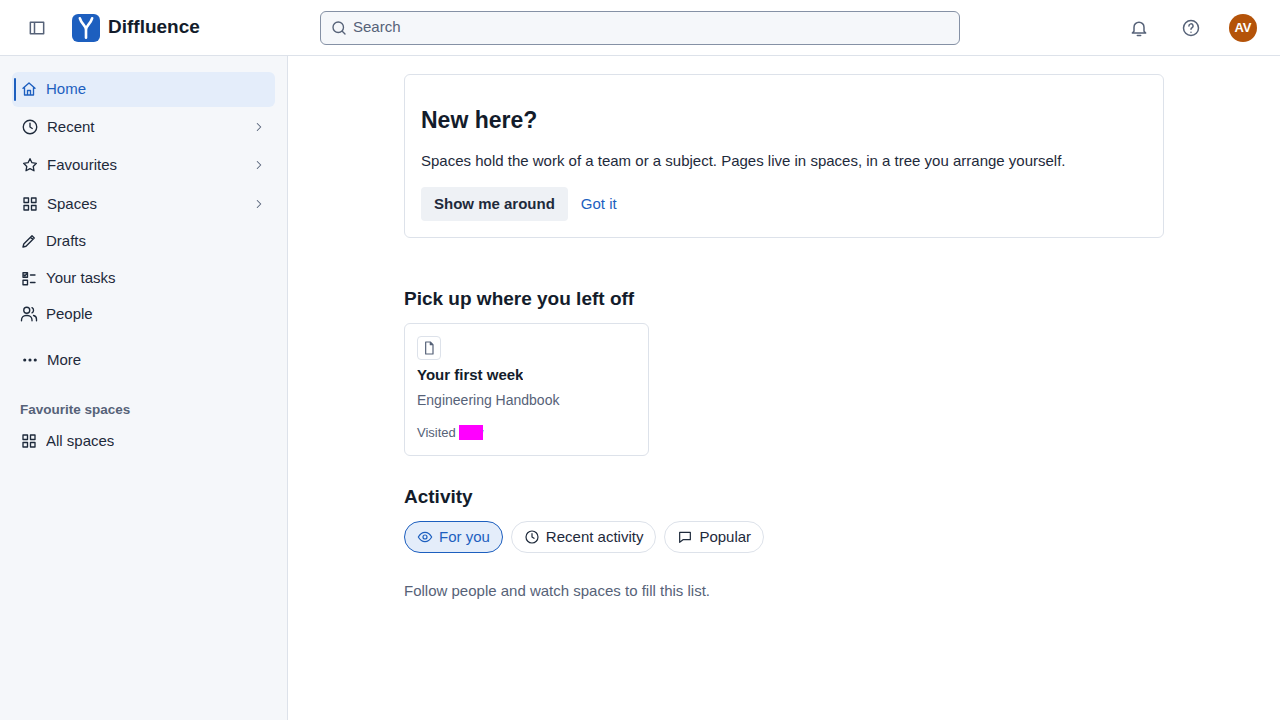 Diffluence
Search
AV
Home
Recent
Favourites
Spaces
Drafts
Your tasks
People
More
Favourite spaces
All spaces
New here?
Spaces hold the work of a team or a subject. Pages live in spaces, in a tree you arrange yourself.
Show me around Got it
Pick up where you left off
Your first week
Engineering Handbook
Visited
Activity
For you Recent activity Popular
Follow people and watch spaces to fill this list.